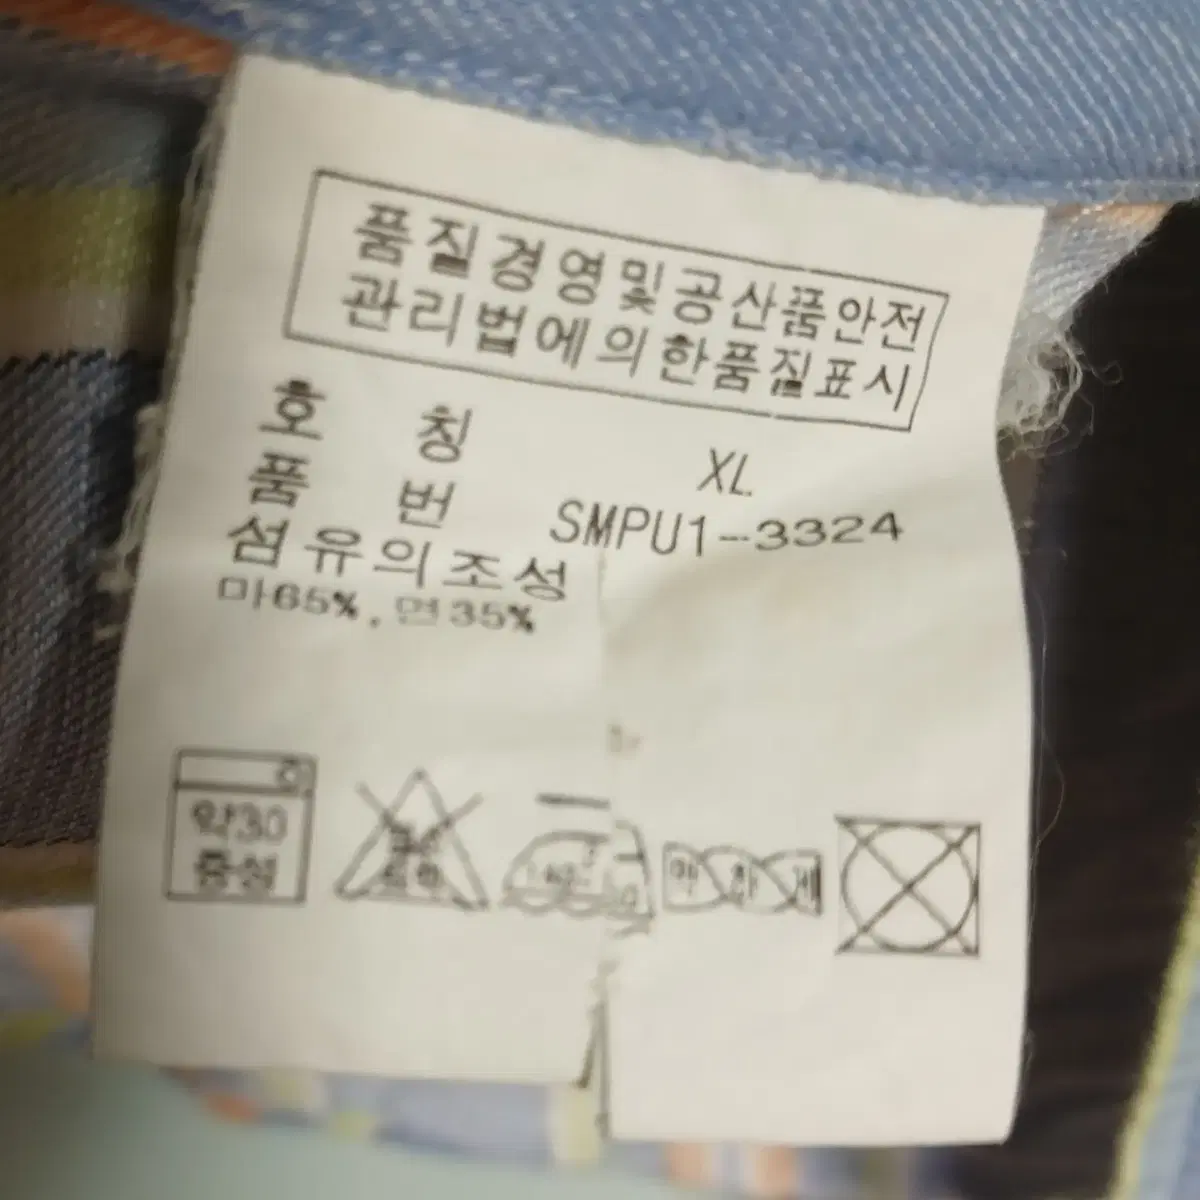 품질경영및공산품안전
관리법에의한품질표시
호 칭 XL
품 번 SMPU1-3324
섬유의조성
마65%, 면35%
약30
중성